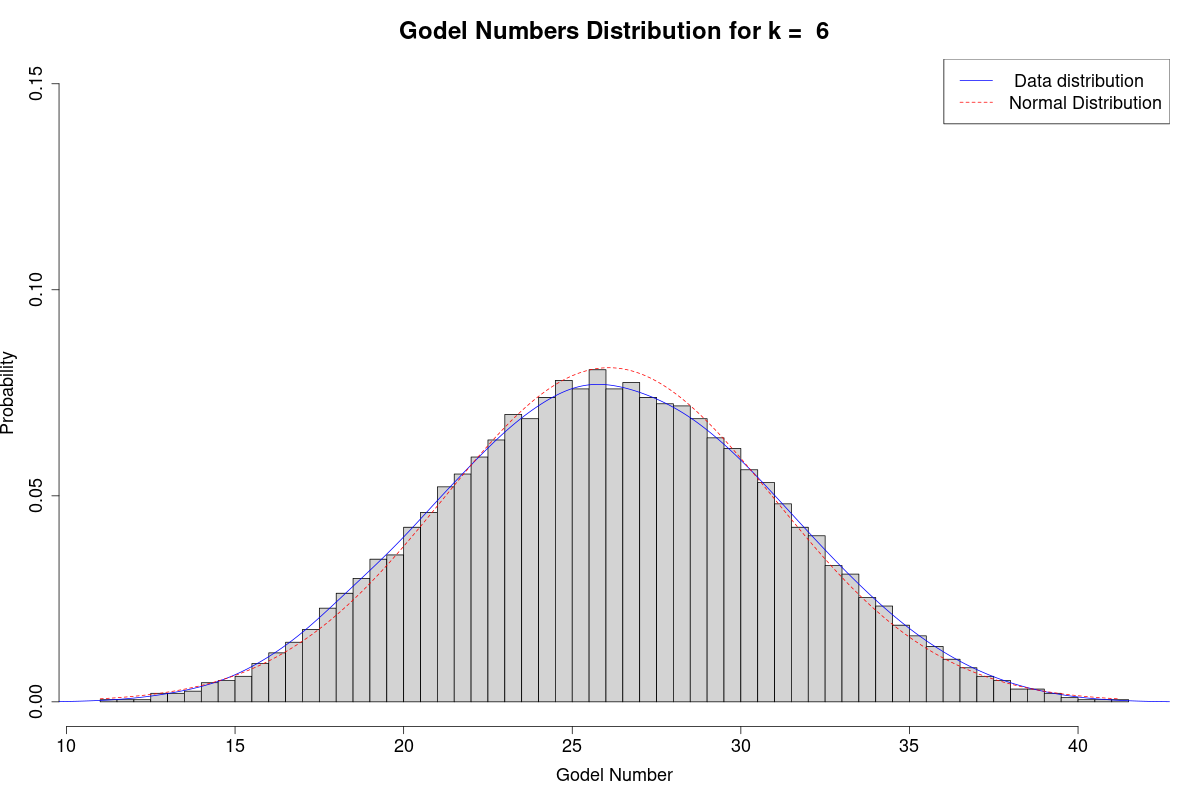 Godel Numbers Distribution for k = 6
Data distribution
Normal Distribution
Probability
0.15
0.10
0.05
0.00
10 15 20 25 30 35 40
Godel Number